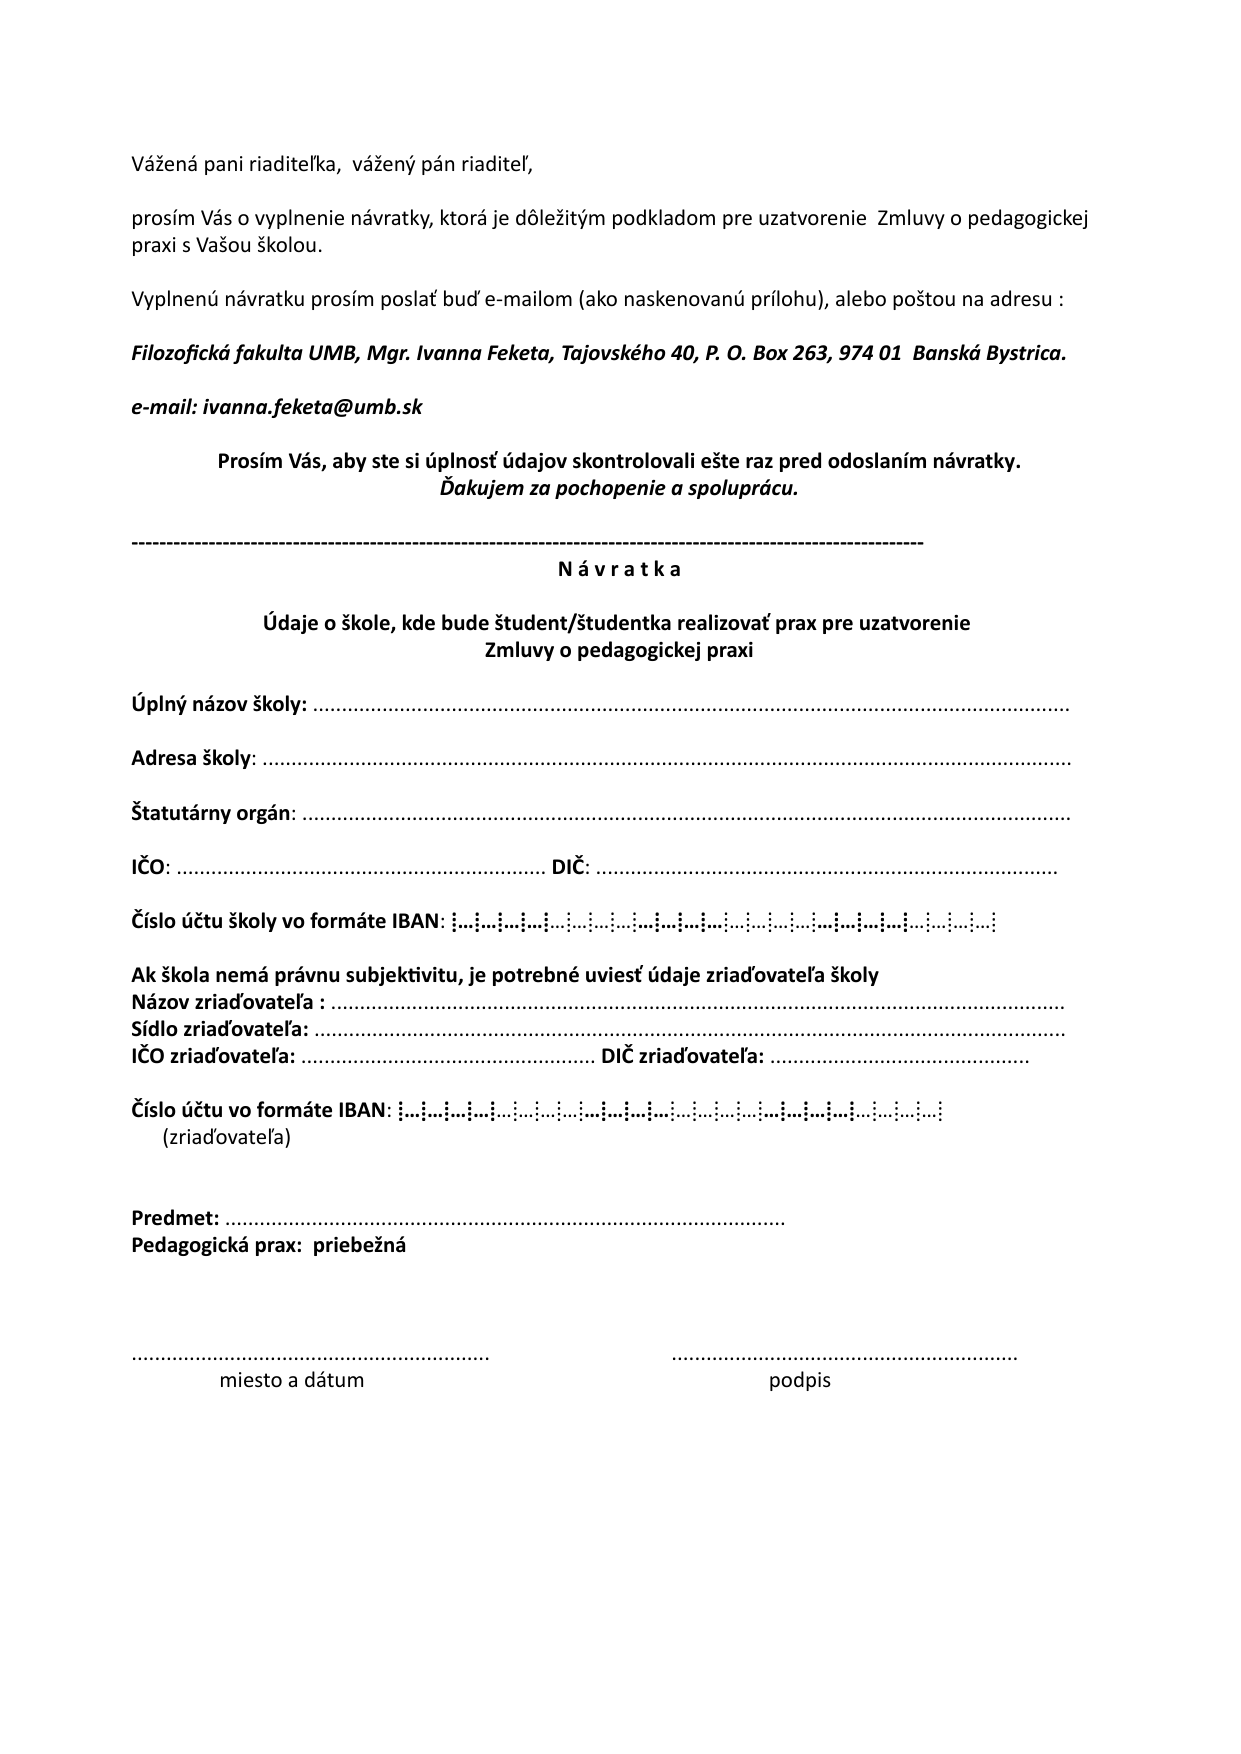 Vážená pani riaditeľka,  vážený pán riaditeľ,
prosím Vás o vyplnenie návratky, ktorá je dôležitým podkladom pre uzatvorenie  Zmluvy o pedagogickej
praxi s Vašou školou.
Vyplnenú návratku prosím poslať buď e-mailom (ako naskenovanú prílohu), alebo poštou na adresu :
Filozofická fakulta UMB, Mgr. Ivanna Feketa, Tajovského 40, P. O. Box 263, 974 01  Banská Bystrica.
e-mail: ivanna.feketa@umb.sk
Prosím Vás, aby ste si úplnosť údajov skontrolovali ešte raz pred odoslaním návratky.
Ďakujem za pochopenie a spoluprácu.
-----------------------------------------------------------------------------------------------------------------
N á v r a t k a
Údaje o škole, kde bude študent/študentka realizovať prax pre uzatvorenie
Zmluvy o pedagogickej praxi
Úplný názov školy: ....................................................................................................................................
Adresa školy: .............................................................................................................................................
Štatutárny orgán: ......................................................................................................................................
IČO: ................................................................ DIČ: ................................................................................
Číslo účtu školy vo formáte IBAN: ┋...┋...┋...┋...┋...┊...┊...┊...┋...┋...┋...┋...┊...┊...┊...┊...┋...┋...┋...┋...┊...┊...┊...┊
Ak škola nemá právnu subjektivitu, je potrebné uviesť údaje zriaďovateľa školy
Názov zriaďovateľa : ................................................................................................................................
Sídlo zriaďovateľa: ...................................................................................................................................
IČO zriaďovateľa: ................................................... DIČ zriaďovateľa: .............................................
Číslo účtu vo formáte IBAN: ┋...┋...┋...┋...┋...┊...┊...┊...┋...┋...┋...┋...┊...┊...┊...┊...┋...┋...┋...┋...┊...┊...┊...┊
(zriaďovateľa)
Predmet: .................................................................................................
Pedagogická prax:  priebežná
.............................................................. ............................................................
miesto a dátum podpis